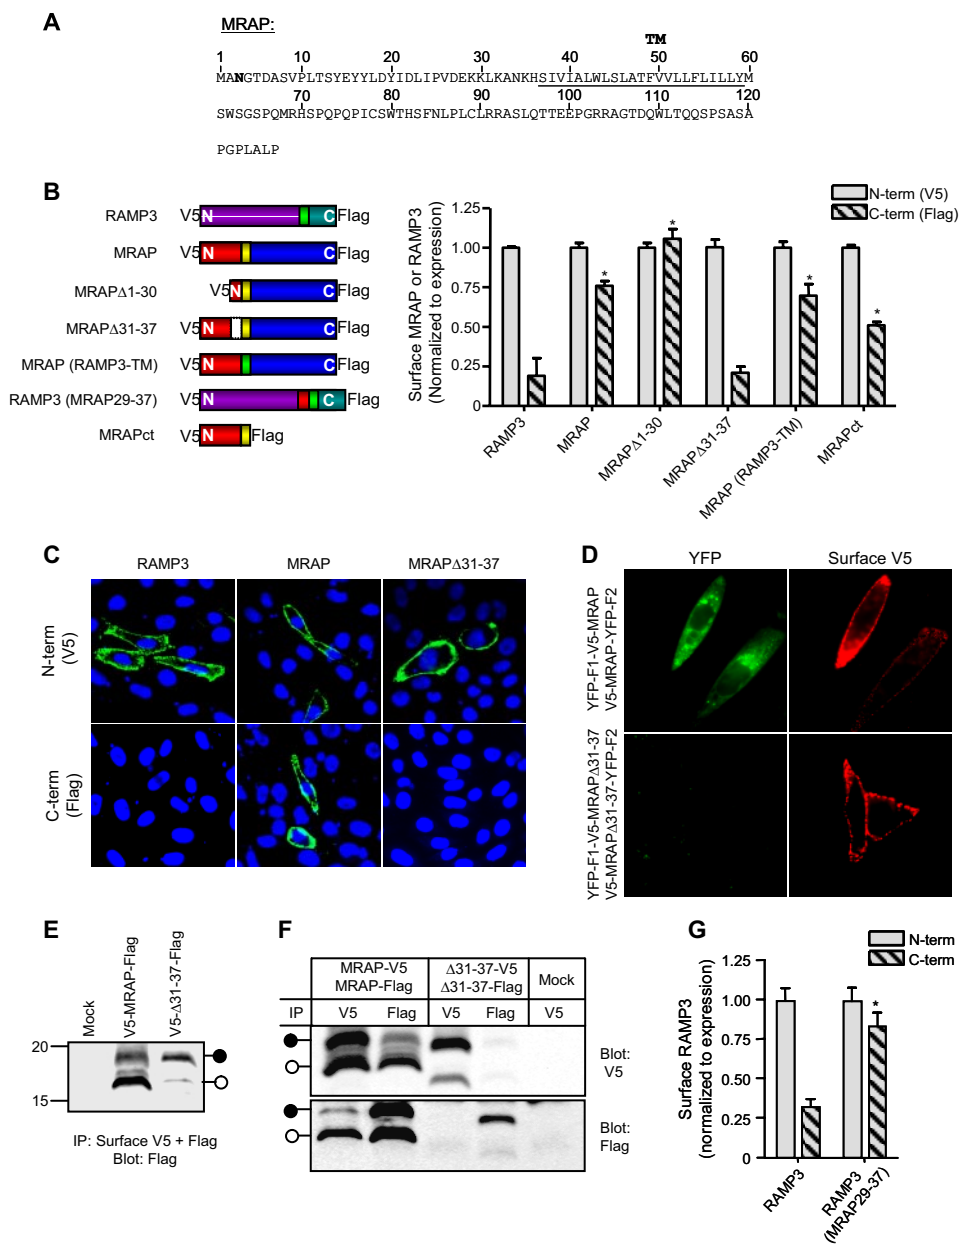 A
MRAP:
TM
1 10 20 30 40 50 60
MANGTDASVPLTSYEYYLDYIDLIPVDEKKLKANKHSIVIALWLSLATFVVLLFLILLYM
70 80 90 100 110 120
SWSGSPQMRHSPQPQPICSWTHSFNLPLCLRRASLQTTEEPGRRAGTDQWLTQQSPSASA
PGPLALP
B
RAMP3 V5 N C Flag
MRAP V5 N C Flag
MRAPΔ1-30 V5 N C Flag
MRAPΔ31-37 V5 N C Flag
MRAP (RAMP3-TM) V5 N C Flag
RAMP3 (MRAP29-37) V5 N C Flag
MRAPct V5 N Flag
N-term (V5)
C-term (Flag)
Surface MRAP or RAMP3
(Normalized to expression)
1.25
1.00
0.75
0.50
0.25
0
* * * *
RAMP3
MRAP
MRAPΔ1-30
MRAPΔ31-37
MRAP (RAMP3-TM)
MRAPct
C
RAMP3 MRAP MRAPΔ31-37
N-term
(V5)
C-term
(Flag)
D
YFP Surface V5
YFP-F1-V5-MRAP
V5-MRAP-YFP-F2
YFP-F1-V5-MRAPΔ31-37
V5-MRAPΔ31-37-YFP-F2
E
Mock
V5-MRAP-Flag
V5-Δ31-37-Flag
20
15
IP: Surface V5 + Flag
Blot: Flag
F
MRAP-V5 Δ31-37-V5 Mock
MRAP-Flag Δ31-37-Flag
IP V5 Flag V5 Flag V5
Blot:
V5
Blot:
Flag
G
N-term
C-term
Surface RAMP3
(normalized to expression)
1.25
1.00
0.75
0.50
0.25
0
*
RAMP3
RAMP3
(MRAP29-37)